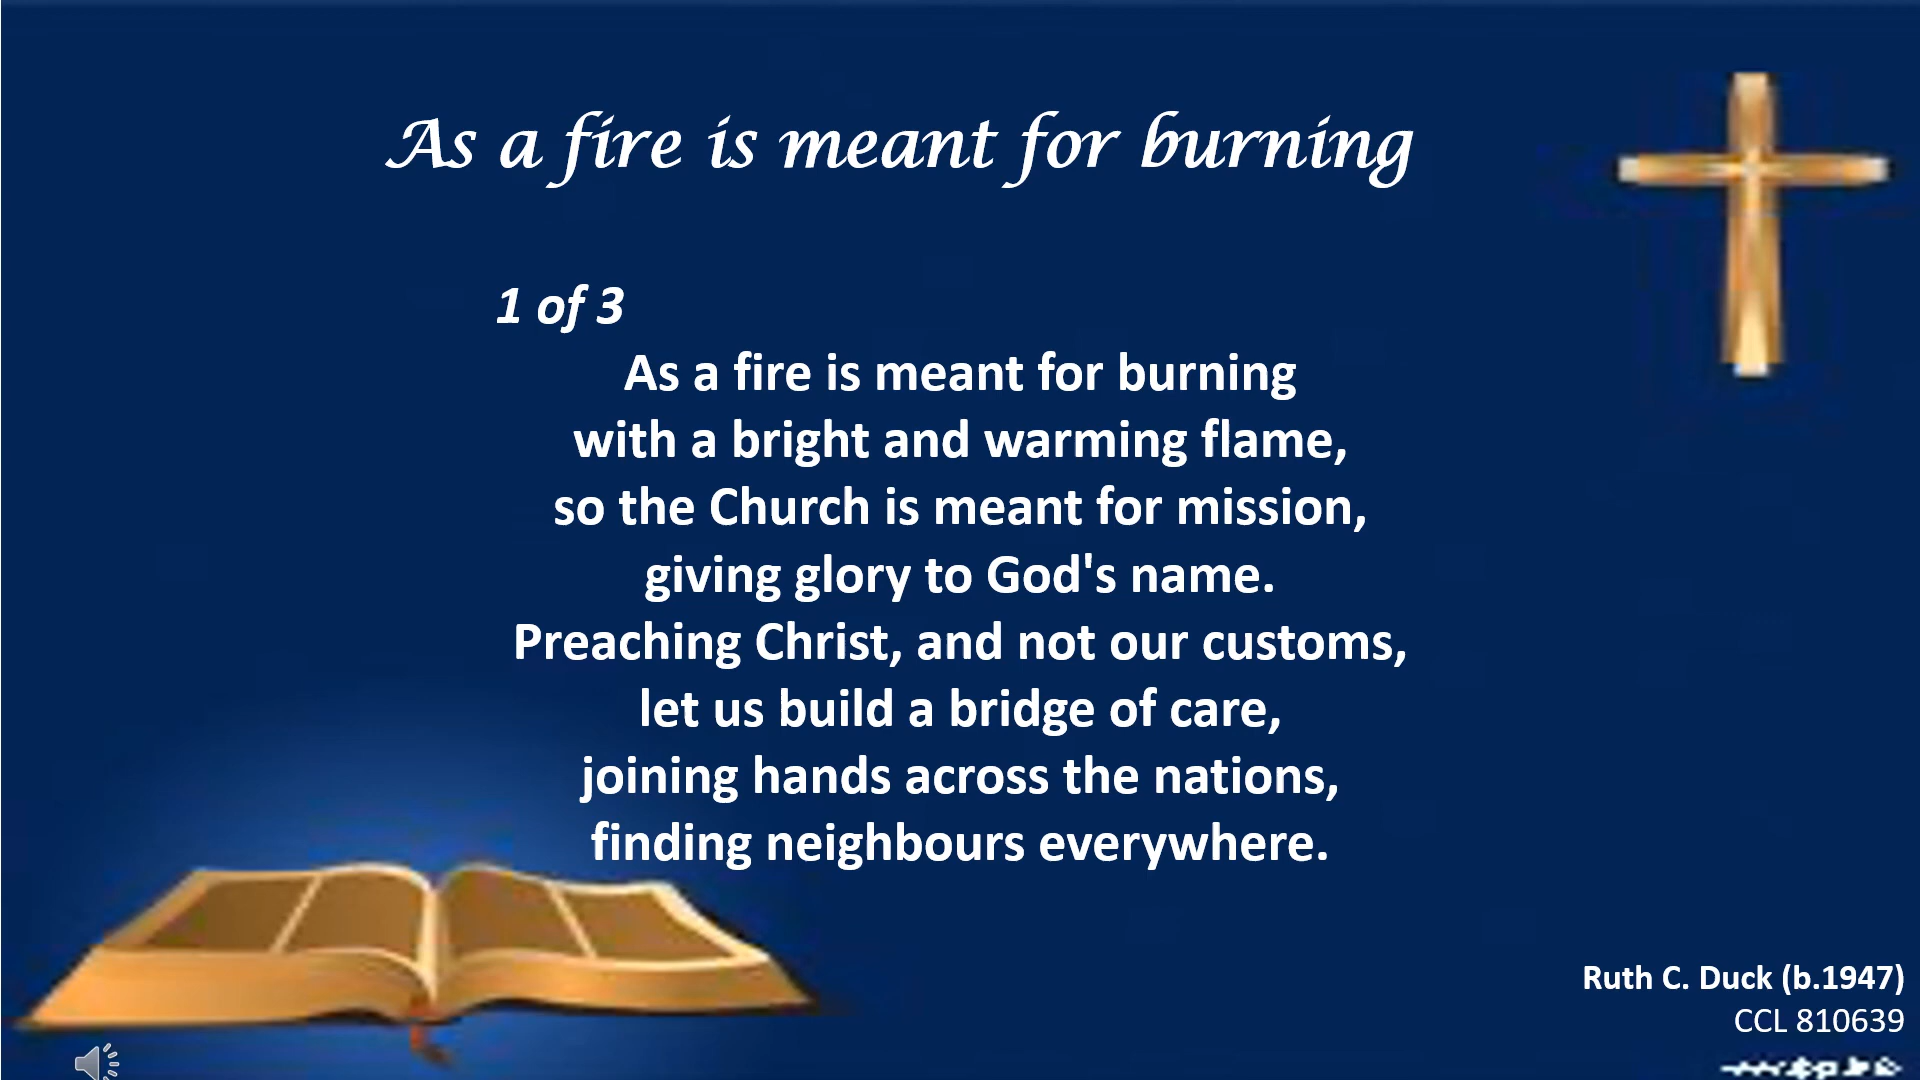 As a fire is meant for burning
1 of 3
As a fire is meant for burning
with a bright and warming flame,
so the Church is meant for mission,
giving glory to God's name.
Preaching Christ, and not our customs,
let us build a bridge of care,
joining hands across the nations,
finding neighbours everywhere.
Ruth C. Duck (b.1947)
CCL 810639